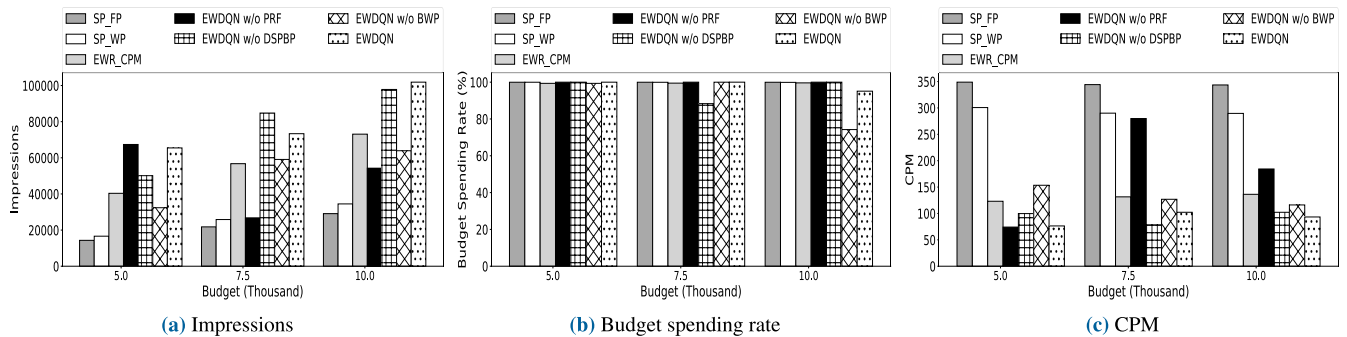 SP_FP
SP_WP
EWR_CPM
EWDQN w/o PRF
EWDQN w/o DSPBP
EWDQN w/o BWP
EWDQN
Impressions
100000
80000
60000
40000
20000
0
5.0
7.5
10.0
Budget (Thousand)
(a) Impressions
SP_FP
SP_WP
EWR_CPM
EWDQN w/o PRF
EWDQN w/o DSPBP
EWDQN w/o BWP
EWDQN
Budget Spending Rate (%)
100
80
60
40
20
0
5.0
7.5
10.0
Budget (Thousand)
(b) Budget spending rate
SP_FP
SP_WP
EWR_CPM
EWDQN w/o PRF
EWDQN w/o DSPBP
EWDQN w/o BWP
EWDQN
CPM
350
300
250
200
150
100
50
0
5.0
7.5
10.0
Budget (Thousand)
(c) CPM